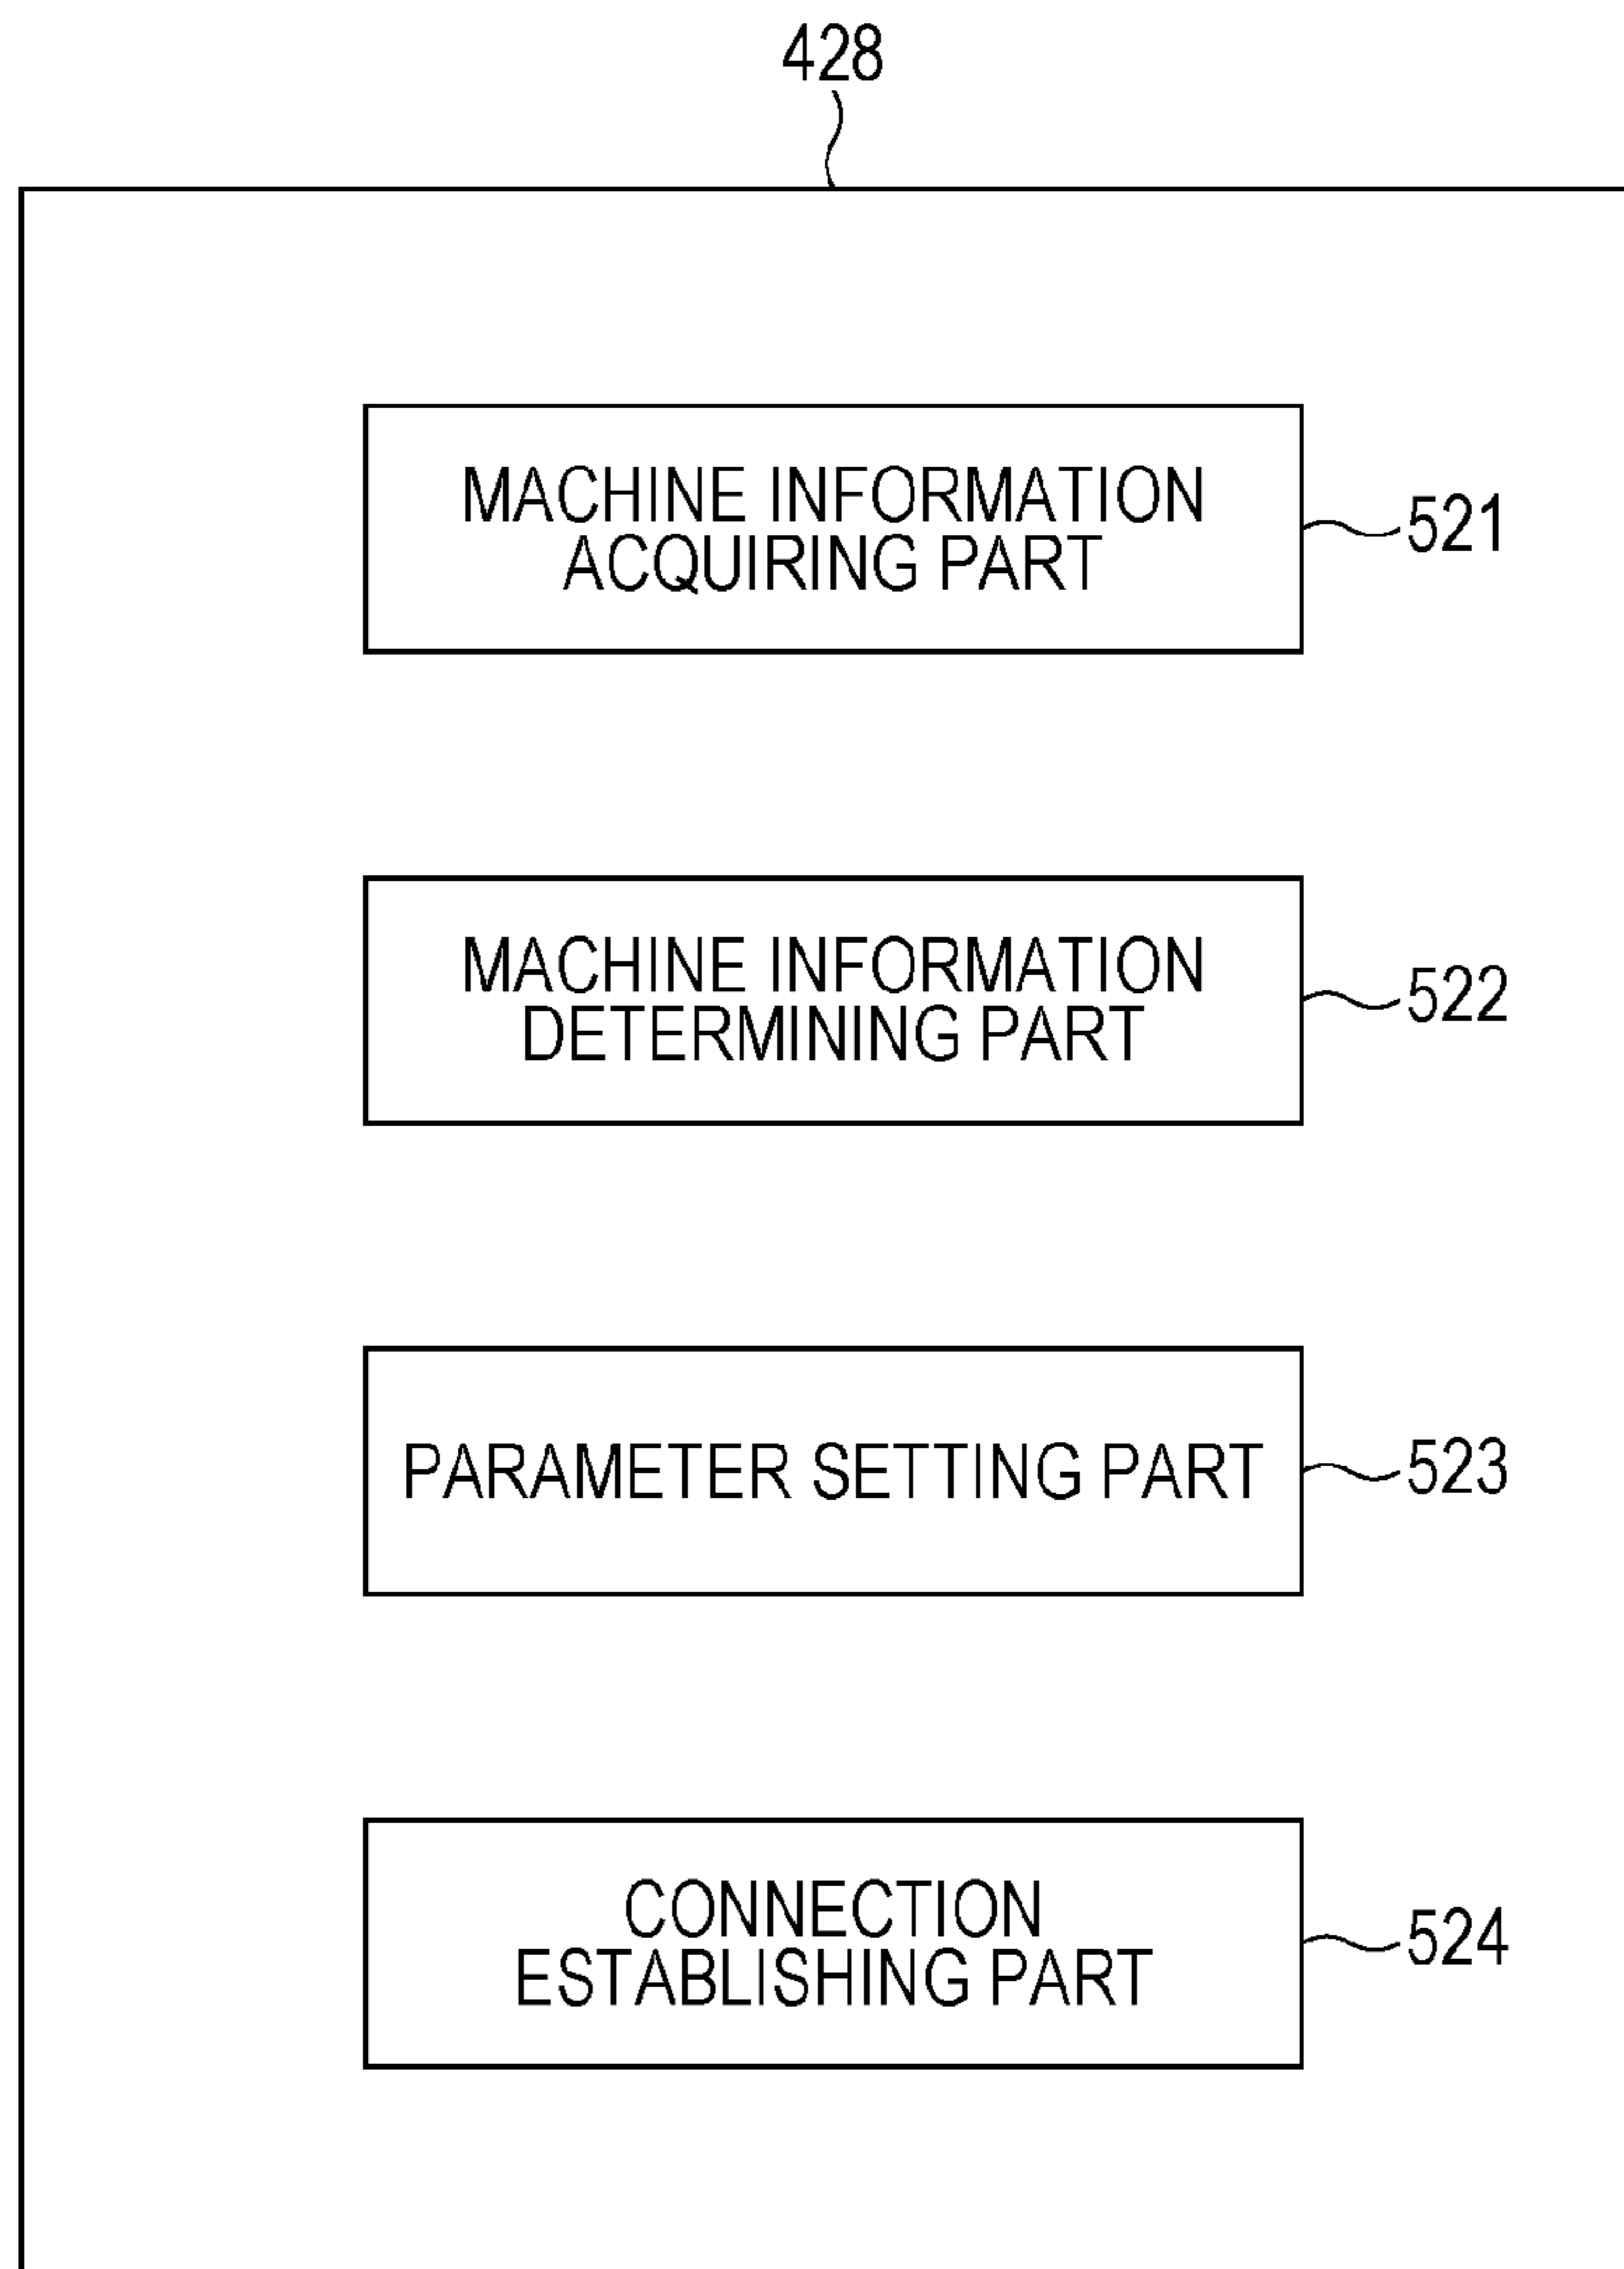 428
MACHINE INFORMATION
ACQUIRING PART
521
MACHINE INFORMATION
DETERMINING PART
522
PARAMETER SETTING PART
523
CONNECTION
ESTABLISHING PART
524